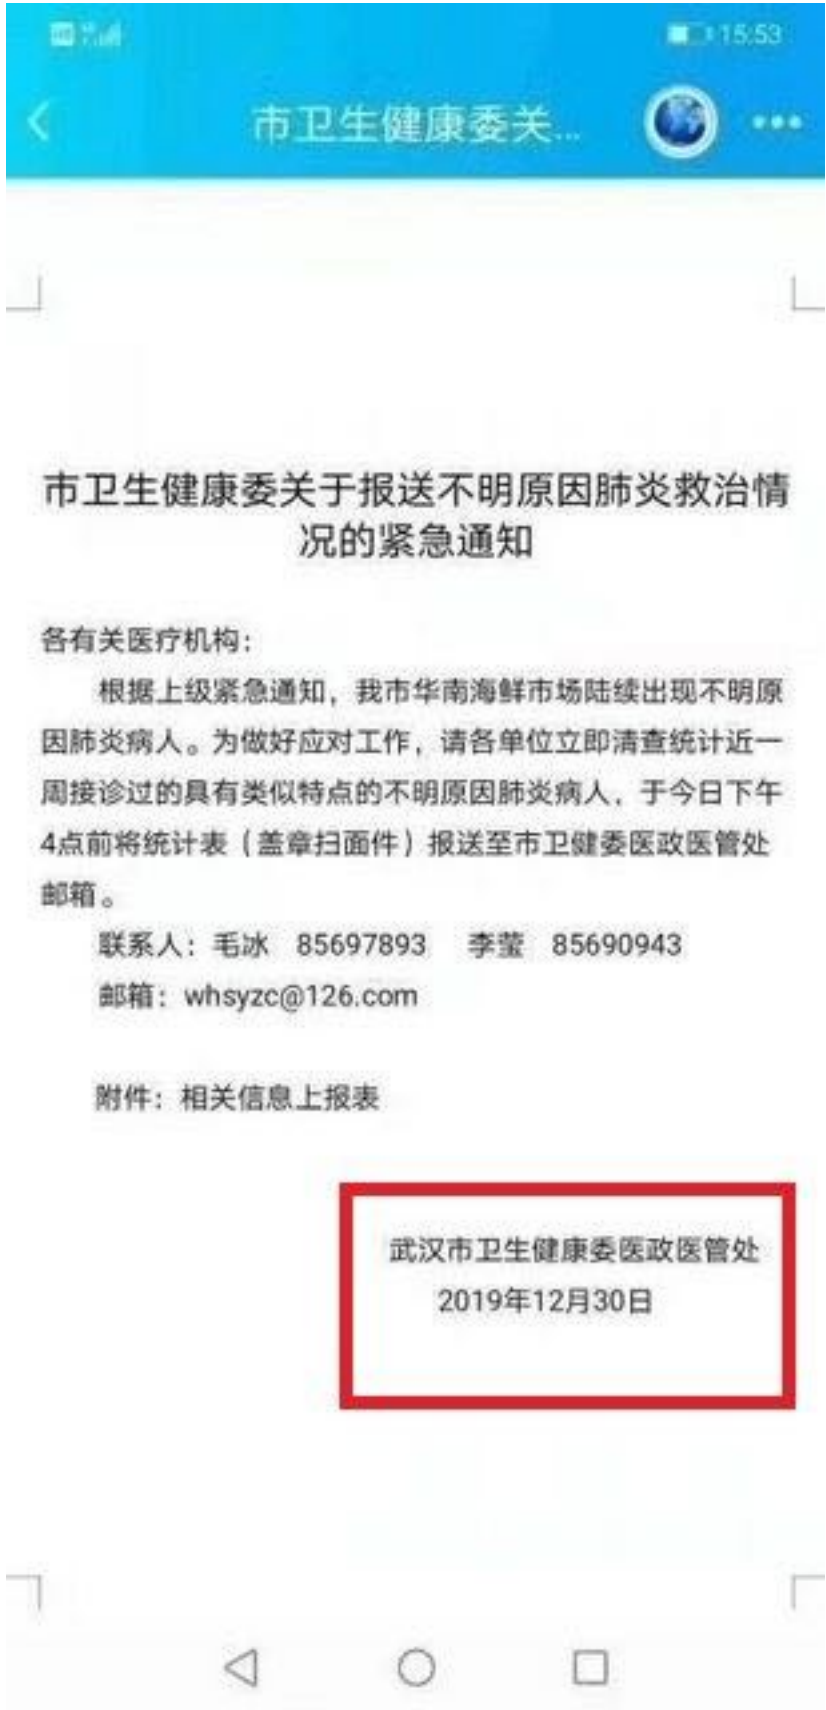 15:53
市卫生健康委关...
市卫生健康委关于报送不明原因肺炎救治情
况的紧急通知
各有关医疗机构：
根据上级紧急通知，我市华南海鲜市场陆续出现不明原
因肺炎病人。为做好应对工作，请各单位立即清查统计近一
周接诊过的具有类似特点的不明原因肺炎病人，于今日下午
4点前将统计表（盖章扫面件）报送至市卫健委医政医管处
邮箱。
联系人：毛冰 85697893 李莹 85690943
邮箱：whsyzc@126.com
附件：相关信息上报表
武汉市卫生健康委医政医管处
2019年12月30日